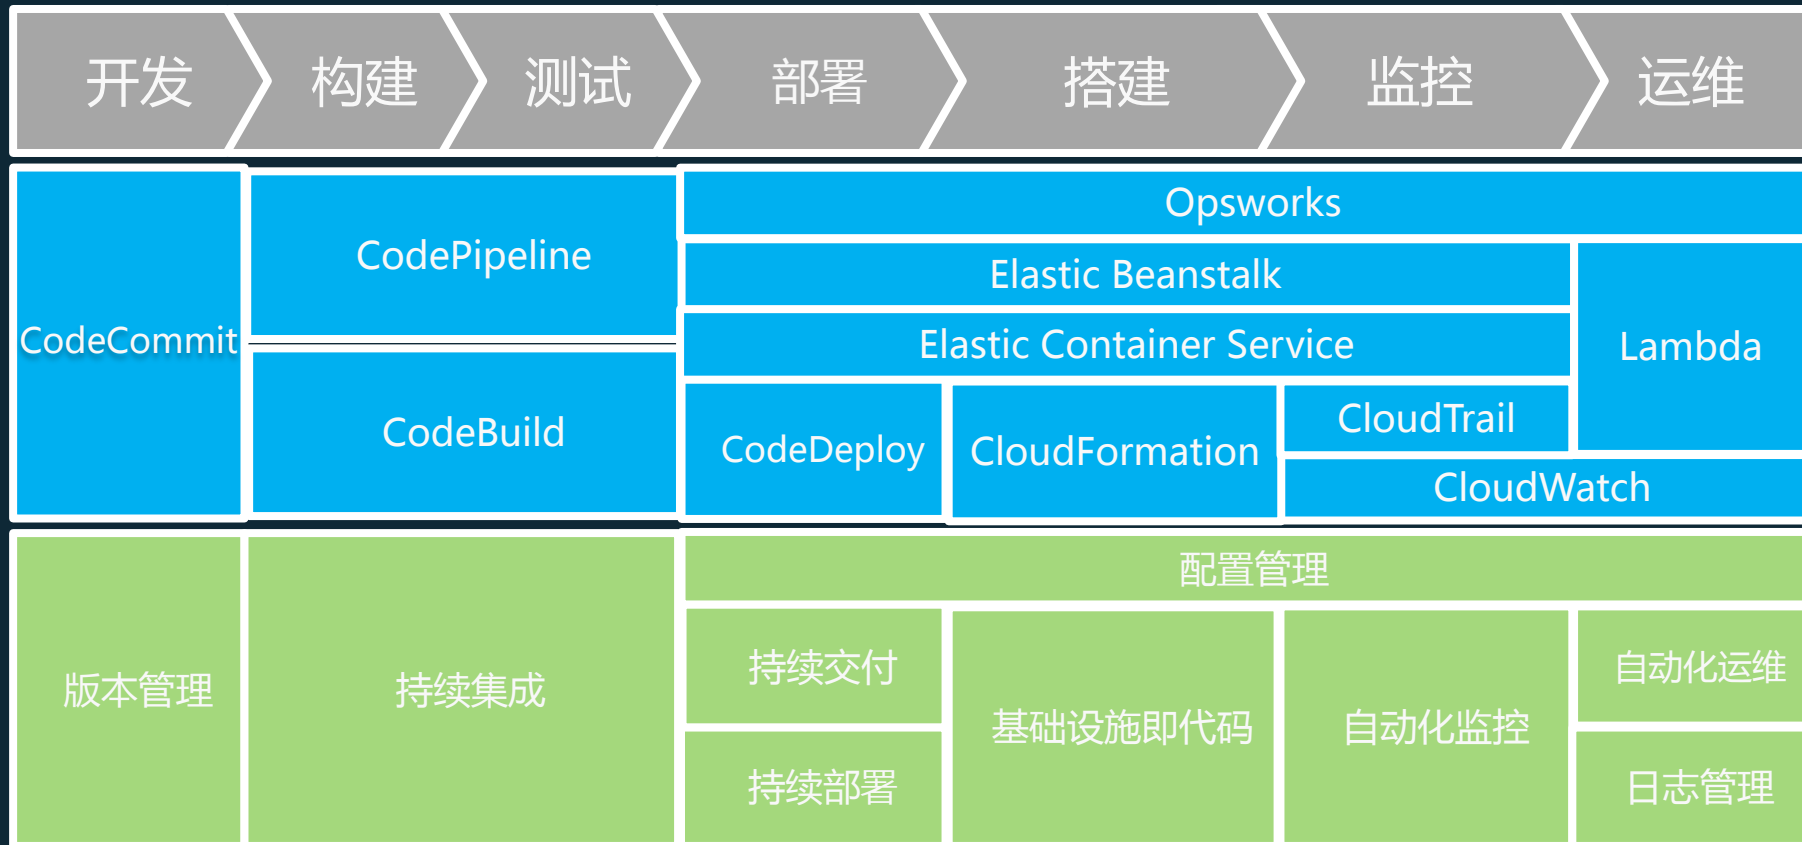 开发
构建
测试
部署
搭建
监控
运维
CodeCommit
CodePipeline
CodeBuild
Opsworks
Elastic Beanstalk
Elastic Container Service
Lambda
CodeDeploy
CloudFormation
CloudTrail
CloudWatch
版本管理
持续集成
配置管理
持续交付
持续部署
基础设施即代码
自动化监控
自动化运维
日志管理